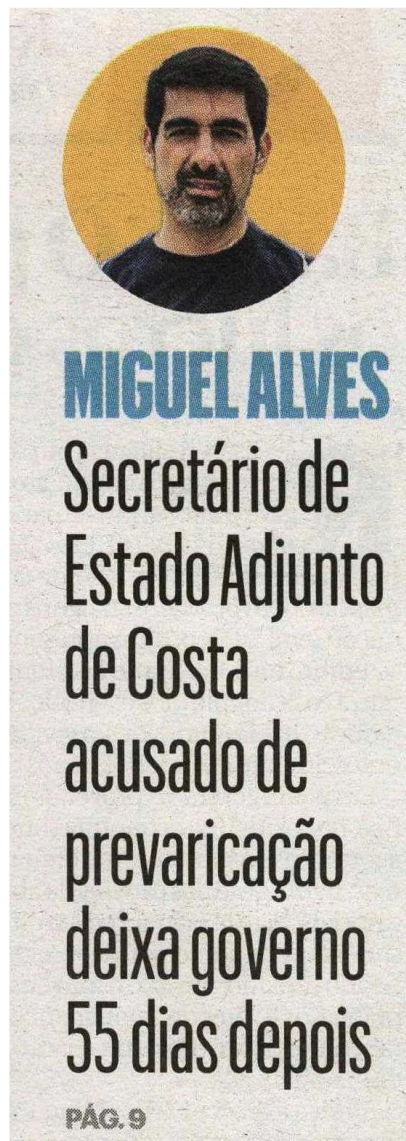 MIGUEL ALVES
Secretário de
Estado Adjunto
de Costa
acusado de
prevaricação
deixa governo
55 dias depois
PÁG. 9